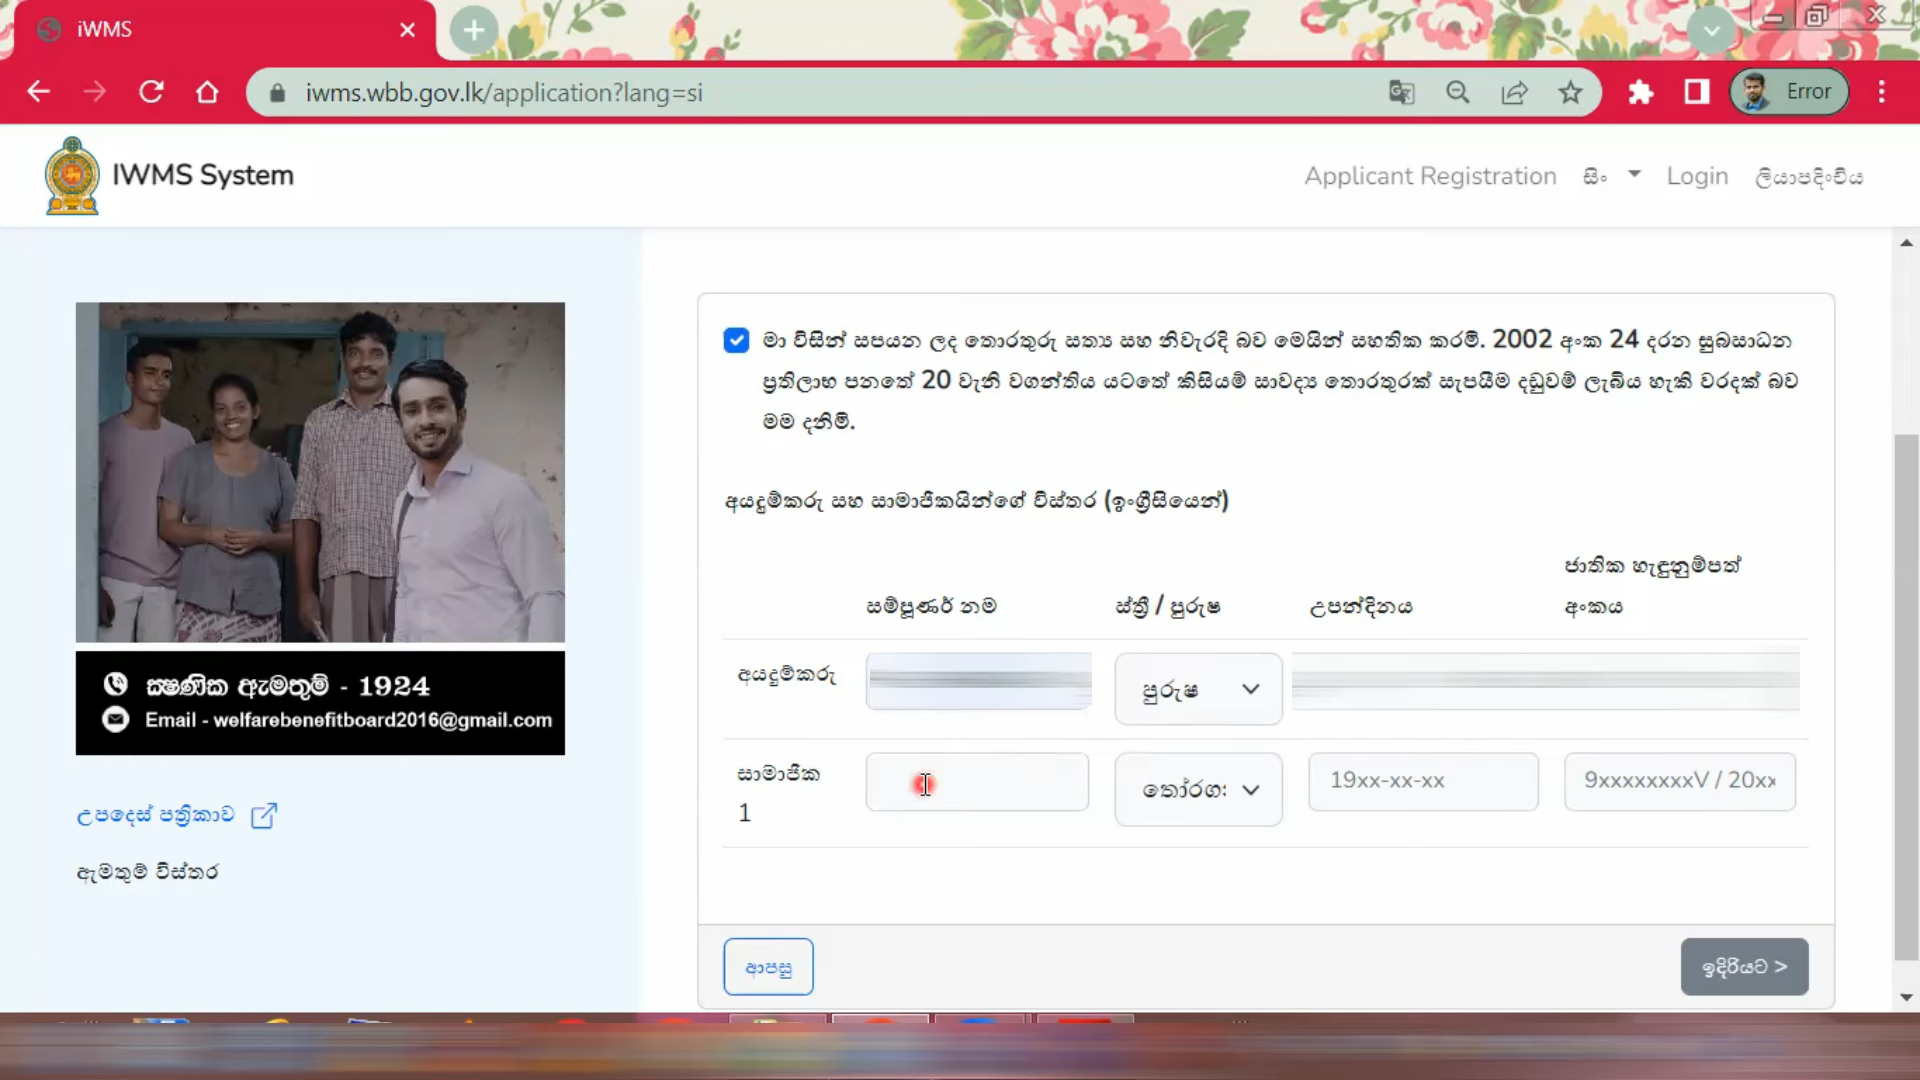 iWMS
iwms.wbb.gov.lk/application?lang=si
Error
IWMS System
Applicant Registration
සිං
Login
ලියාපදිංචිය
මා විසින් සපයන ලද තොරතුරු සත්‍ය සහ නිවැරදි බව මෙයින් සහතික කරමි. 2002 අංක 24 දරන සුබසාධන
ප්‍රතිලාභ පනතේ 20 වැනි වගන්තිය යටතේ කිසියම් සාවද්‍ය තොරතුරක් සැපයීම දඬුවම් ලැබිය හැකි වරදක් බව
මම දනිමි.
අයදුම්කරු සහ සාමාජිකයින්ගේ විස්තර (ඉංග්‍රීසියෙන්)
සම්පූර්ණ නම
ස්ත්‍රී / පුරුෂ
උපන්දිනය
ජාතික හැඳුනුම්පත්
අංකය
අයදුම්කරු
පුරුෂ
සාමාජික
1
තෝරග
19xx-xx-xx
9xxxxxxxxV / 20xx
ආපසු
ඉදිරියට >
ක්ෂණික ඇමතුම් - 1924
Email - welfarebenefitboard2016@gmail.com
උපදෙස් පත්‍රිකාව
ඇමතුම් විස්තර